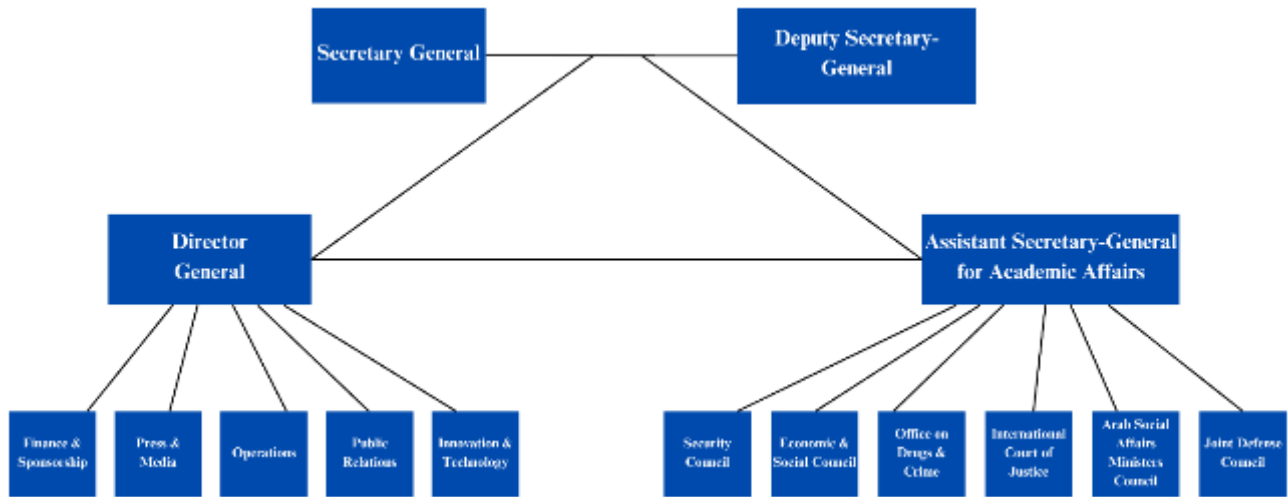 Secretary General
Deputy Secretary-
General
Director
General
Assistant Secretary-General
for Academic Affairs
Finance &
Sponsorship
Press &
Media
Operations
Public
Relations
Innovation &
Technology
Security
Council
Economic &
Social Council
Office on
Drugs &
Crime
International
Court of
Justice
Arab Social
Affairs
Ministers
Council
Joint Defense
Council